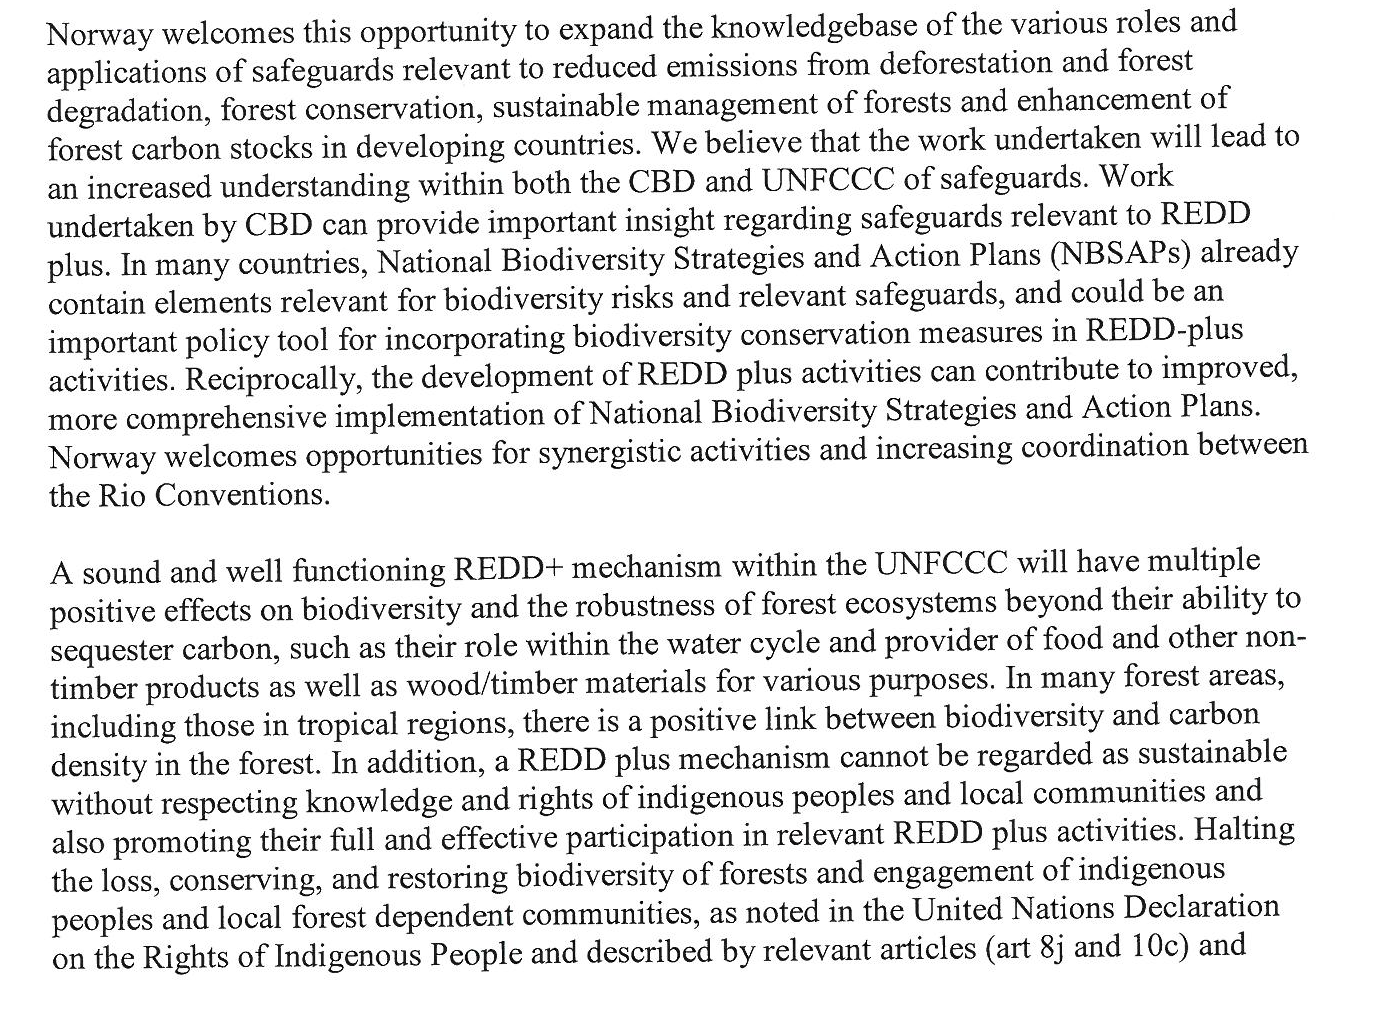 Norway welcomes this opportunity to expand the knowledgebase of the various roles and
applications of safeguards relevant to reduced emissions from deforestation and forest
degradation, forest conservation, sustainable management of forests and enhancement of
forest carbon stocks in developing countries. We believe that the work undertaken will lead to
an increased understanding within both the CBD and UNFCCC of safeguards. Work
undertaken by CBD can provide important insight regarding safeguards relevant to REDD
plus. In many countries, National Biodiversity Strategies and Action Plans (NBSAPs) already
contain elements relevant for biodiversity risks and relevant safeguards, and could be an
important policy tool for incorporating biodiversity conservation measures in REDD-plus
activities. Reciprocally, the development of REDD plus activities can contribute to improved,
more comprehensive implementation of National Biodiversity Strategies and Action Plans.
Norway welcomes opportunities for synergistic activities and increasing coordination between
the Rio Conventions.

A sound and well functioning REDD+ mechanism within the UNFCCC will have multiple
positive effects on biodiversity and the robustness of forest ecosystems beyond their ability to
sequester carbon, such as their role within the water cycle and provider of food and other non-
timber products as well as wood/timber materials for various purposes. In many forest areas,
including those in tropical regions, there is a positive link between biodiversity and carbon
density in the forest. In addition, a REDD plus mechanism cannot be regarded as sustainable
without respecting knowledge and rights of indigenous peoples and local communities and
also promoting their full and effective participation in relevant REDD plus activities. Halting
the loss, conserving, and restoring biodiversity of forests and engagement of indigenous
peoples and local forest dependent communities, as noted in the United Nations Declaration
on the Rights of Indigenous People and described by relevant articles (art 8j and 10c) and